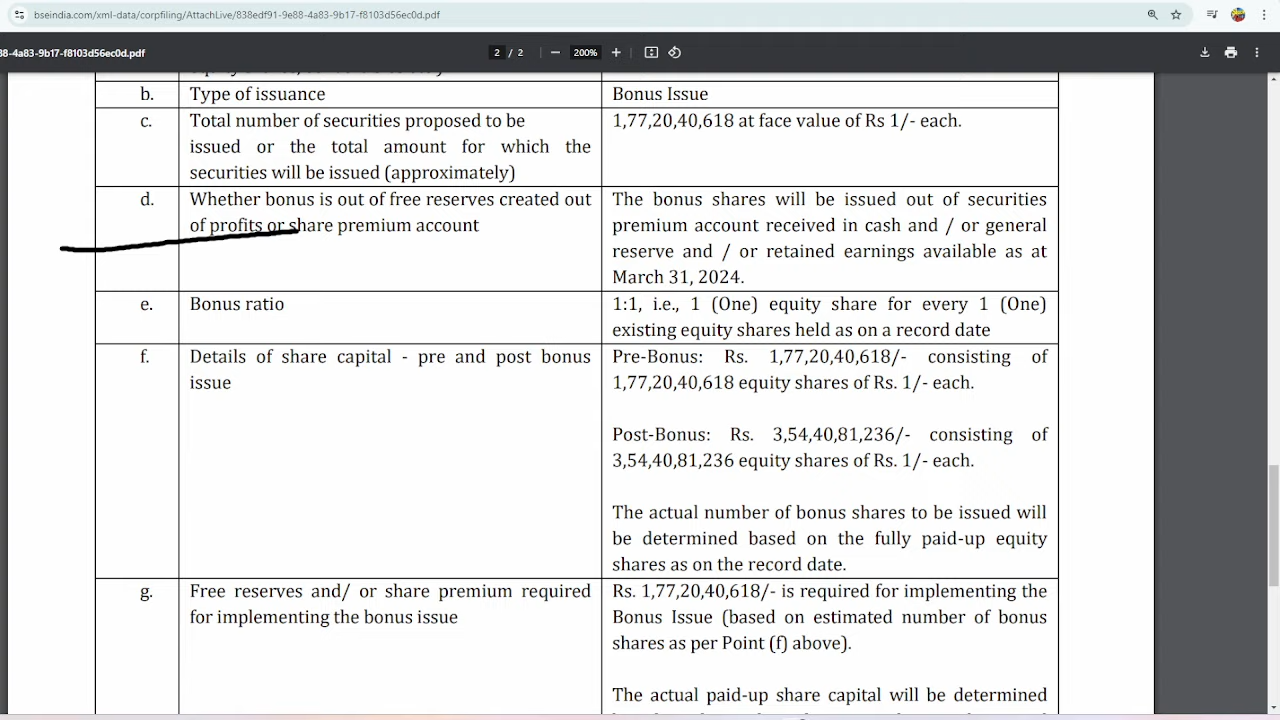 bseindia.com/xml-data/corpfiling/AttachLive/838edf91-9e88-4a83-9b17-f8103d56ec0d.pdf
88-4a83-9b17-f8103d56ec0d.pdf
2 / 2
200%
b. Type of issuance Bonus Issue
c. Total number of securities proposed to be 1,77,20,40,618 at face value of Rs 1/- each.
issued or the total amount for which the
securities will be issued (approximately)
d. Whether bonus is out of free reserves created out The bonus shares will be issued out of securities
of profits or share premium account premium account received in cash and / or general
reserve and / or retained earnings available as at
March 31, 2024.
e. Bonus ratio 1:1, i.e., 1 (One) equity share for every 1 (One)
existing equity shares held as on a record date
f. Details of share capital - pre and post bonus Pre-Bonus: Rs. 1,77,20,40,618/- consisting of
issue 1,77,20,40,618 equity shares of Rs. 1/- each.
Post-Bonus: Rs. 3,54,40,81,236/- consisting of
3,54,40,81,236 equity shares of Rs. 1/- each.
The actual number of bonus shares to be issued will
be determined based on the fully paid-up equity
shares as on the record date.
g. Free reserves and/ or share premium required Rs. 1,77,20,40,618/- is required for implementing the
for implementing the bonus issue Bonus Issue (based on estimated number of bonus
shares as per Point (f) above).
The actual paid-up share capital will be determined